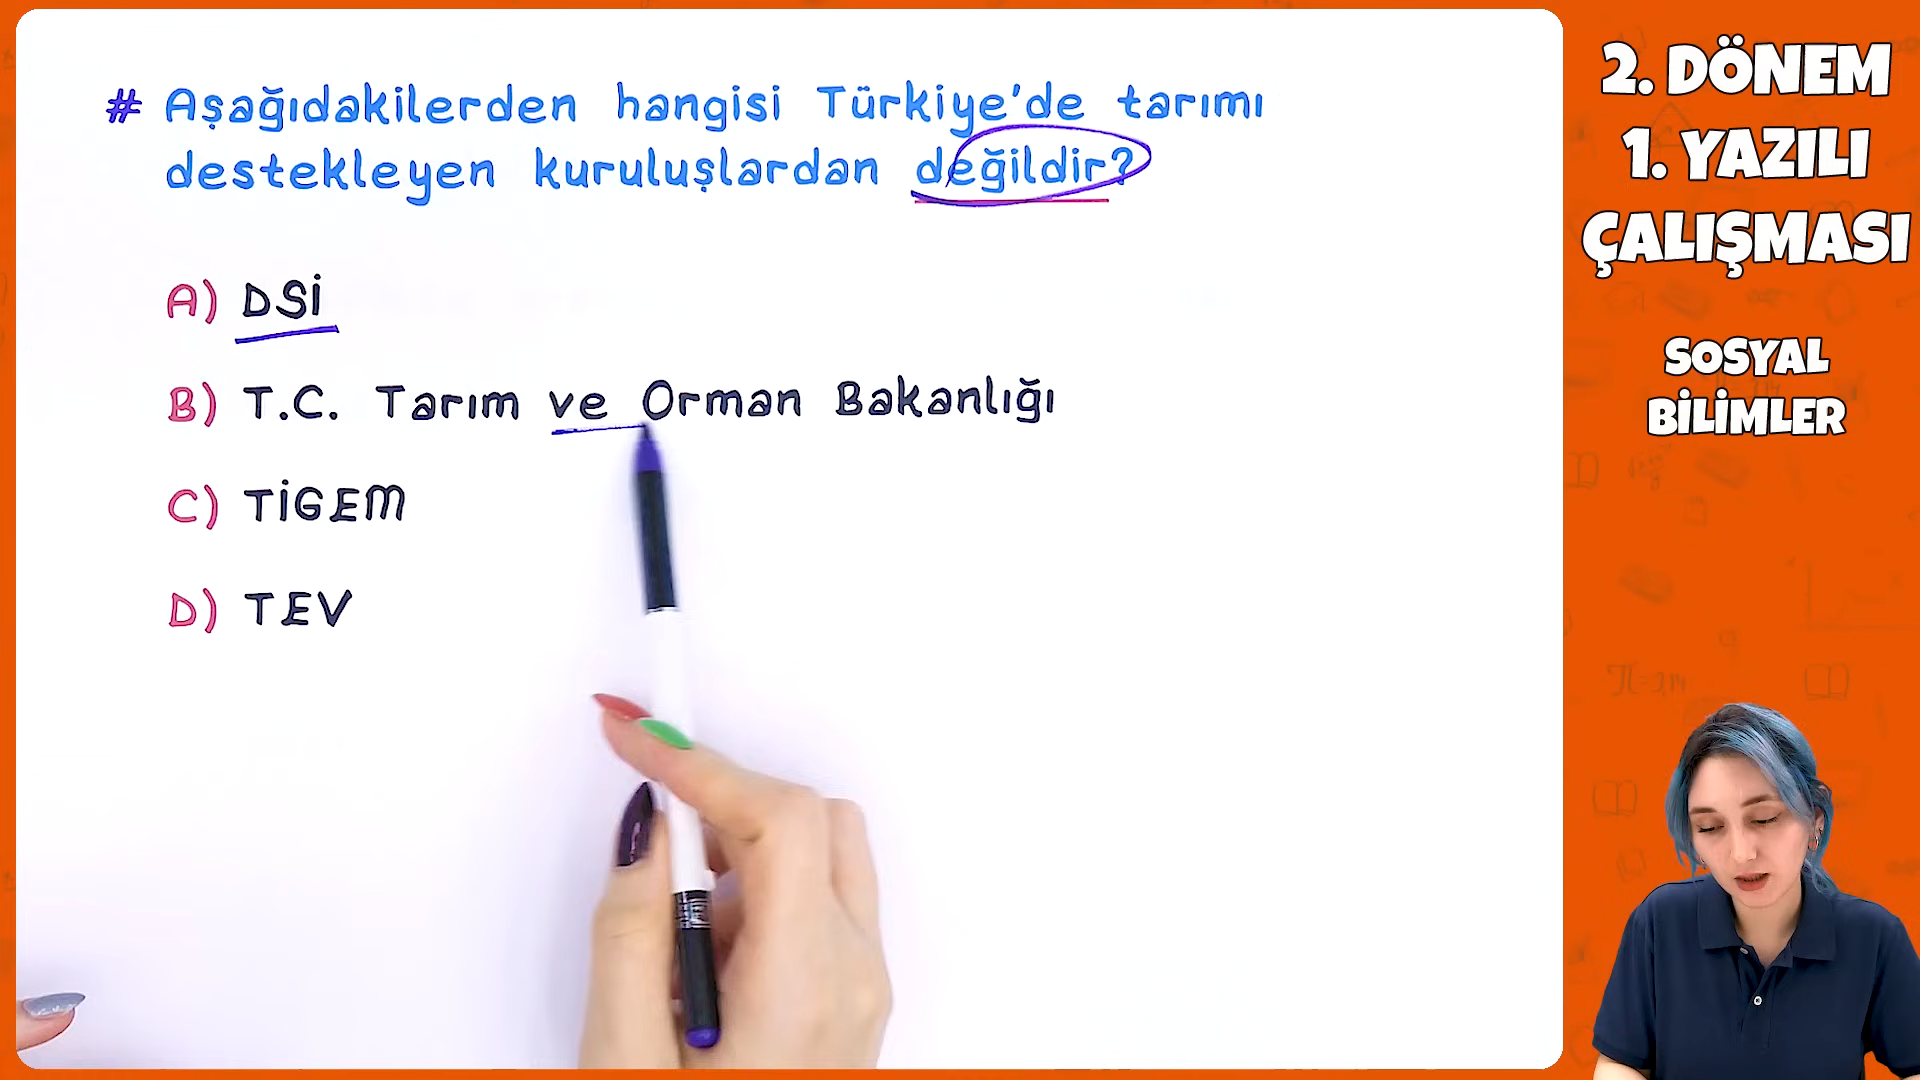 # Aşağıdakilerden hangisi Türkiye'de tarımı
destekleyen kuruluşlardan değildir?
A) DSİ
B) T.C. Tarım ve Orman Bakanlığı
C) TİGEM
D) TEV
2. DÖNEM
1. YAZILI
ÇALIŞMASI
SOSYAL
BİLİMLER